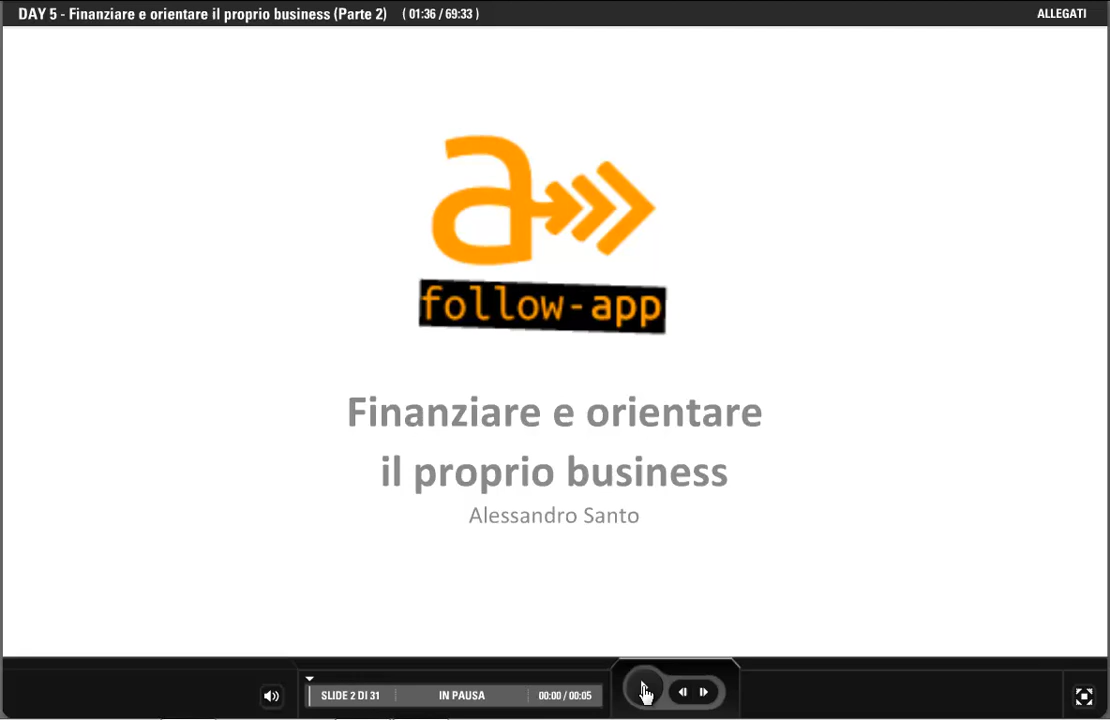 DAY 5 - Finanziare e orientare il proprio business (Parte 2) ( 01:36 / 69:33 )
ALLEGATI
a
follow-app
Finanziare e orientare
il proprio business
Alessandro Santo
SLIDE 2 DI 31
IN PAUSA
00:00 / 00:05